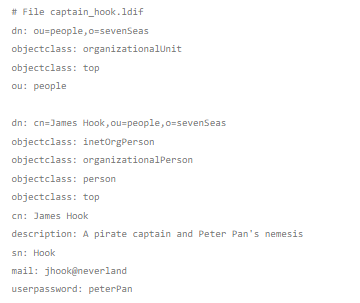 # File captain_hook.ldif
dn: ou=people,o=sevenSeas
objectclass: organizationalUnit
objectclass: top
ou: people

dn: cn=James Hook,ou=people,o=sevenSeas
objectclass: inetOrgPerson
objectclass: organizationalPerson
objectclass: person
objectclass: top
cn: James Hook
description: A pirate captain and Peter Pan's nemesis
sn: Hook
mail: jhook@neverland
userpassword: peterPan